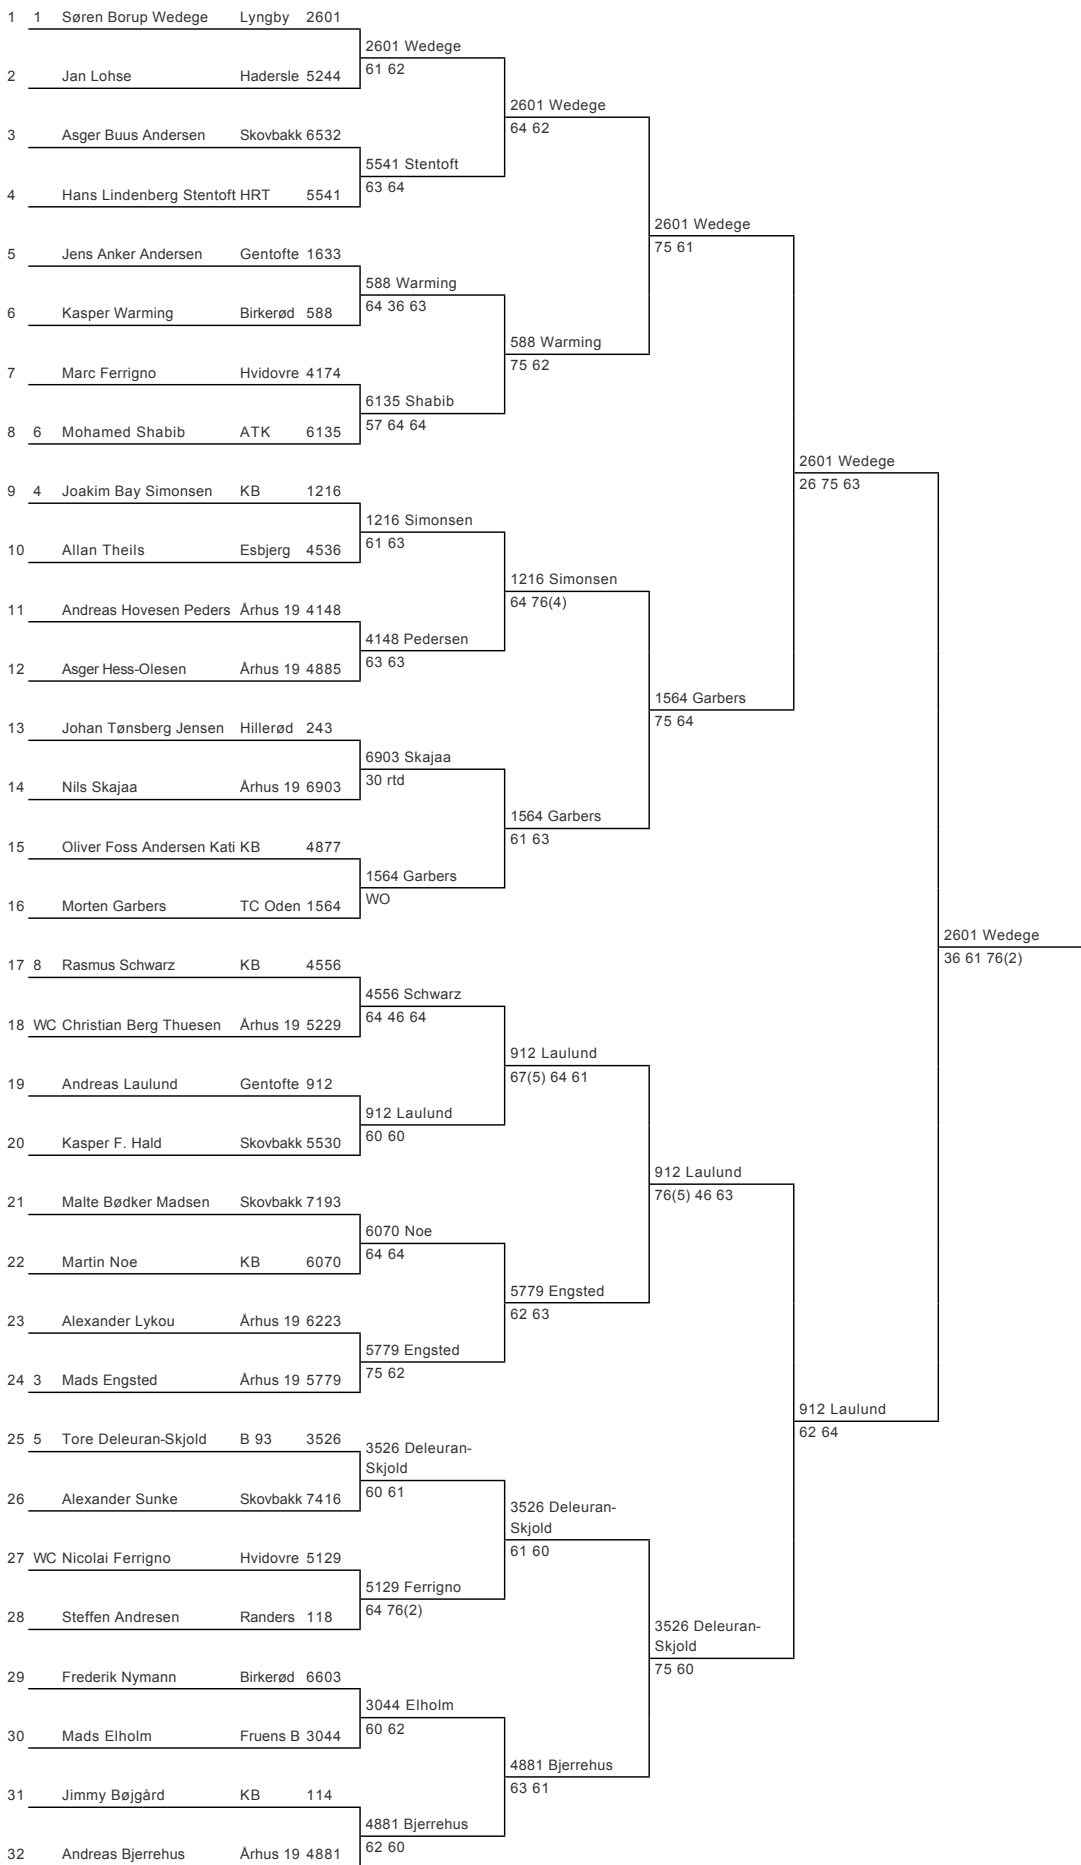 1 1 Søren Borup Wedege Lyngby 2601
2601 Wedege
61 62
2 Jan Lohse Hadersle 5244
2601 Wedege
64 62
3 Asger Buus Andersen Skovbakk 6532
5541 Stentoft
63 64
4 Hans Lindenberg Stentoft HRT 5541
2601 Wedege
75 61
5 Jens Anker Andersen Gentofte 1633
588 Warming
64 36 63
6 Kasper Warming Birkerød 588
588 Warming
75 62
7 Marc Ferrigno Hvidovre 4174
6135 Shabib
57 64 64
8 6 Mohamed Shabib ATK 6135
2601 Wedege
26 75 63
9 4 Joakim Bay Simonsen KB 1216
1216 Simonsen
61 63
10 Allan Theils Esbjerg 4536
1216 Simonsen
64 76(4)
11 Andreas Hovesen Peders Århus 19 4148
4148 Pedersen
63 63
12 Asger Hess-Olesen Århus 19 4885
1564 Garbers
75 64
13 Johan Tønsberg Jensen Hillerød 243
6903 Skajaa
30 rtd
14 Nils Skajaa Århus 19 6903
1564 Garbers
61 63
15 Oliver Foss Andersen Kati KB 4877
1564 Garbers
WO
16 Morten Garbers TC Oden 1564
2601 Wedege
36 61 76(2)
17 8 Rasmus Schwarz KB 4556
4556 Schwarz
64 46 64
18 WC Christian Berg Thuesen Århus 19 5229
912 Laulund
67(5) 64 61
19 Andreas Laulund Gentofte 912
912 Laulund
60 60
20 Kasper F. Hald Skovbakk 5530
912 Laulund
76(5) 46 63
21 Malte Bødker Madsen Skovbakk 7193
6070 Noe
64 64
22 Martin Noe KB 6070
5779 Engsted
62 63
23 Alexander Lykou Århus 19 6223
5779 Engsted
75 62
24 3 Mads Engsted Århus 19 5779
912 Laulund
62 64
25 5 Tore Deleuran-Skjold B 93 3526
3526 Deleuran-
Skjold
60 61
26 Alexander Sunke Skovbakk 7416
3526 Deleuran-
Skjold
61 60
27 WC Nicolai Ferrigno Hvidovre 5129
5129 Ferrigno
64 76(2)
28 Steffen Andresen Randers 118
3526 Deleuran-
Skjold
75 60
29 Frederik Nymann Birkerød 6603
3044 Elholm
60 62
30 Mads Elholm Fruens B 3044
4881 Bjerrehus
63 61
31 Jimmy Bøjgård KB 114
4881 Bjerrehus
62 60
32 Andreas Bjerrehus Århus 19 4881